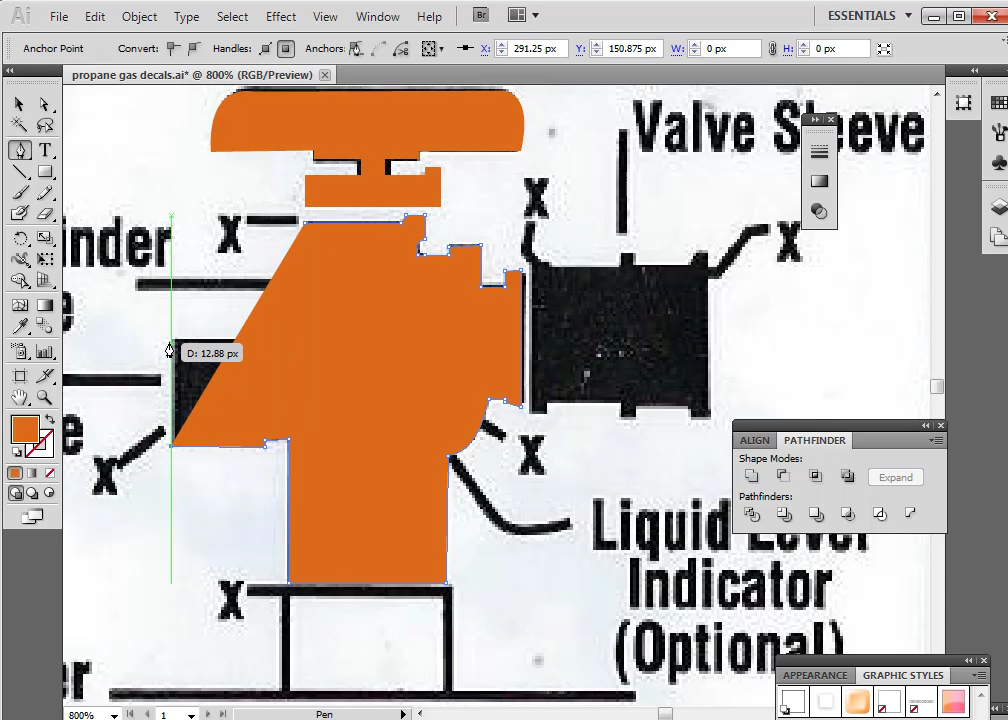 Ai File Edit Object Type Select Effect View Window Help Br ESSENTIALS
Anchor Point Convert: Handles: Anchors: X: 291.25 px Y: 150.875 px W: 0 px H: 0 px
propane gas decals.ai* @ 800% (RGB/Preview)
Valve Sleeve
X
X
X
inder
D: 12.88 px
e
X
X
ALIGN PATHFINDER
Shape Modes:
Expand
Pathfinders:
Liquid Level
Indicator
X
(Optional)
er
APPEARANCE GRAPHIC STYLES
800% 1 Pen